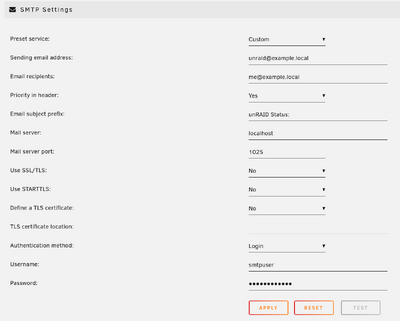 SMTP Settings
Preset service: Custom
Sending email address: unraid@example.local
Email recipients: me@example.local
Priority in header: Yes
Email subject prefix: unRAID Status:
Mail server: localhost
Mail server port: 1025
Use SSL/TLS: No
Use STARTTLS: No
Define a TLS certificate: No
TLS certificate location:
Authentication method: Login
Username: smtpuser
Password: ••••••••••••
APPLY RESET TEST